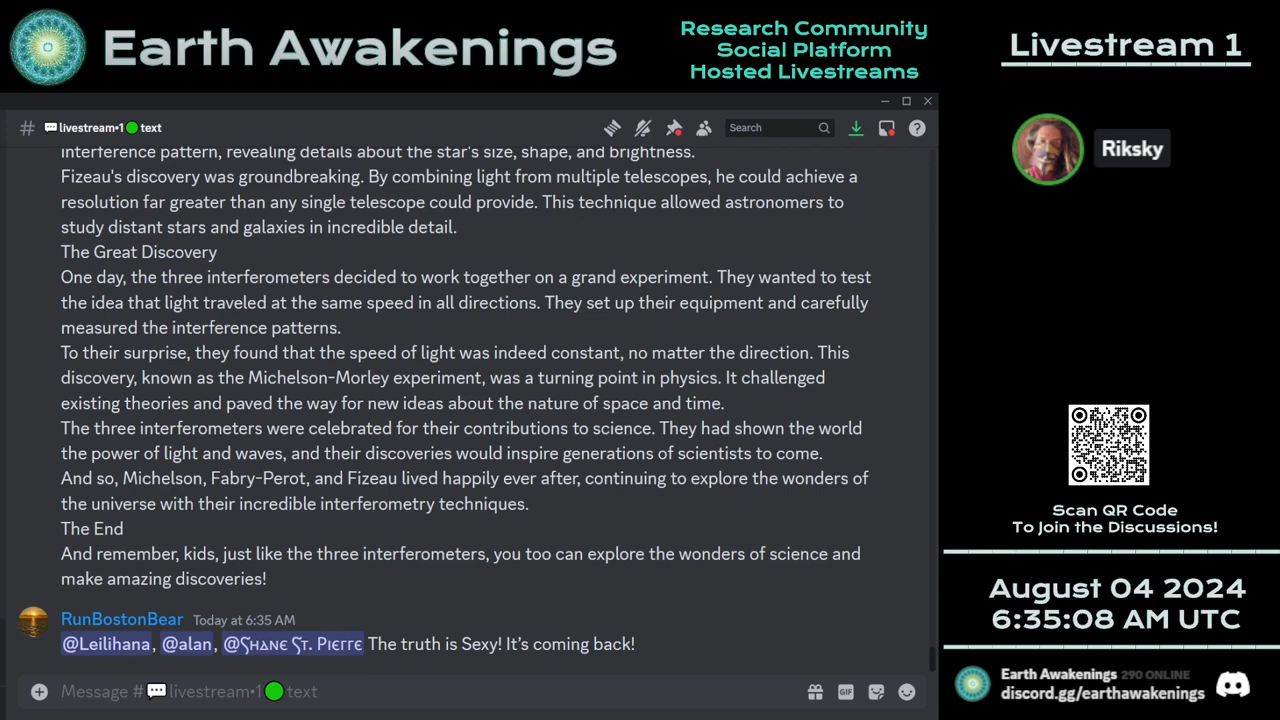 Earth Awakenings
Research Community
Social Platform
Hosted Livestreams
Livestream 1
# 💬livestream•1🟢text
Search
Riksky
interference pattern, revealing details about the star's size, shape, and brightness.
Fizeau's discovery was groundbreaking. By combining light from multiple telescopes, he could achieve a
resolution far greater than any single telescope could provide. This technique allowed astronomers to
study distant stars and galaxies in incredible detail.
The Great Discovery
One day, the three interferometers decided to work together on a grand experiment. They wanted to test
the idea that light traveled at the same speed in all directions. They set up their equipment and carefully
measured the interference patterns.
To their surprise, they found that the speed of light was indeed constant, no matter the direction. This
discovery, known as the Michelson-Morley experiment, was a turning point in physics. It challenged
existing theories and paved the way for new ideas about the nature of space and time.
The three interferometers were celebrated for their contributions to science. They had shown the world
the power of light and waves, and their discoveries would inspire generations of scientists to come.
And so, Michelson, Fabry-Perot, and Fizeau lived happily ever after, continuing to explore the wonders of
the universe with their incredible interferometry techniques.
The End
And remember, kids, just like the three interferometers, you too can explore the wonders of science and
make amazing discoveries!
RunBostonBear Today at 6:35 AM
@Leilihana, @alan, @Shane St. Pierre The truth is Sexy! It's coming back!
Message #💬livestream•1🟢text
GIF
Scan QR Code
To Join the Discussions!
August 04 2024
6:35:08 AM UTC
Earth Awakenings 290 ONLINE
discord.gg/earthawakenings